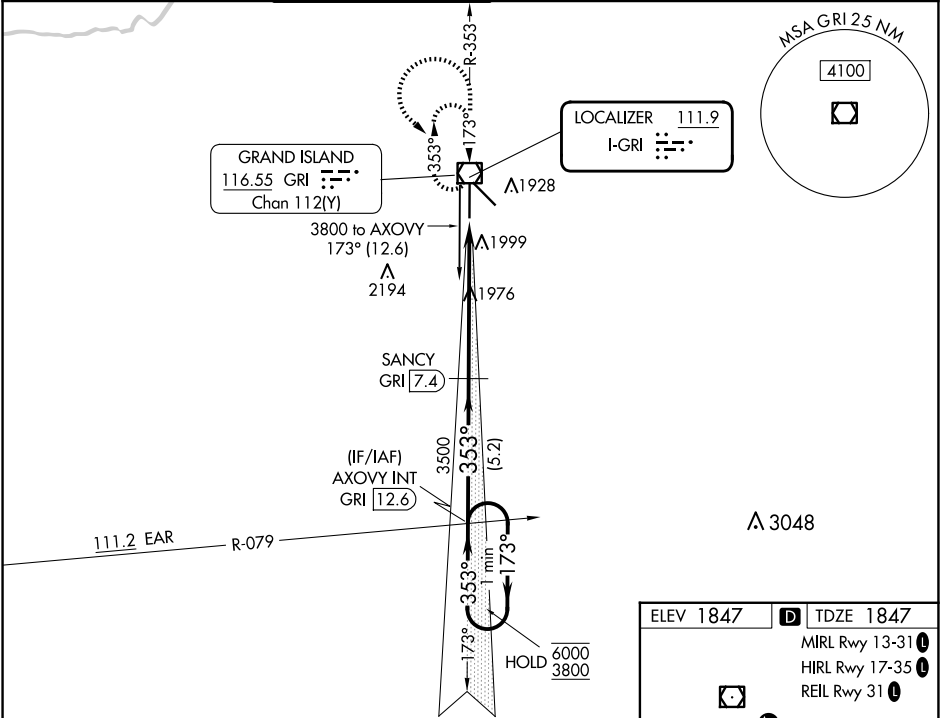 MSA GRI 25 NM
4100
R-353
173°
353°
LOCALIZER 111.9
I-GRI
GRAND ISLAND
116.55 GRI
Chan 112(Y)
1928
3800 to AXOVY
173° (12.6)
1999
2194
1976
SANCY
GRI 7.4
3500
353°
(5.2)
(IF/IAF)
AXOVY INT
GRI 12.6
111.2 EAR
R-079
3048
353°
1 min
173°
173°
HOLD 6000
3800
ELEV 1847 D TDZE 1847
MIRL Rwy 13-31 L
HIRL Rwy 17-35 L
REIL Rwy 31 L